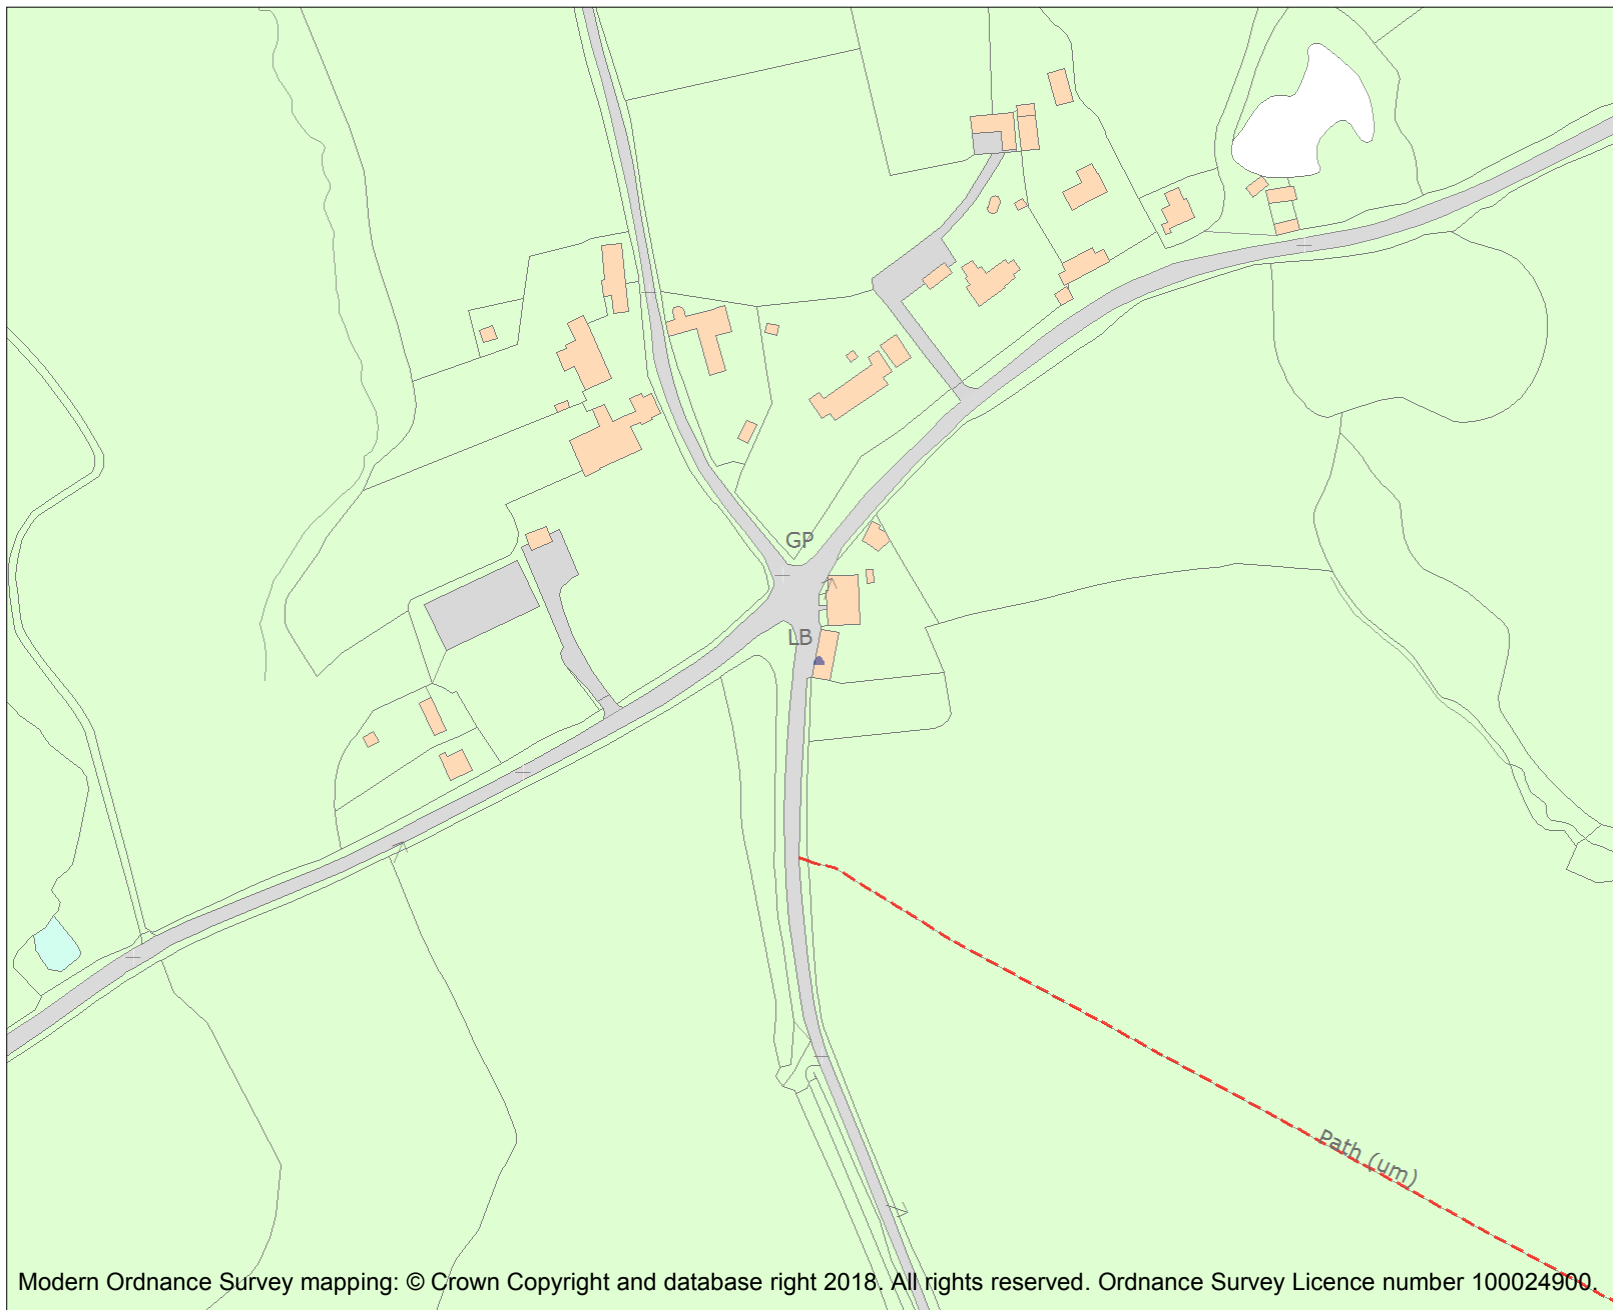 GP
LB
Path (um)
Modern Ordnance Survey mapping: © Crown Copyright and database right 2018. All rights reserved. Ordnance Survey Licence number 100024900.